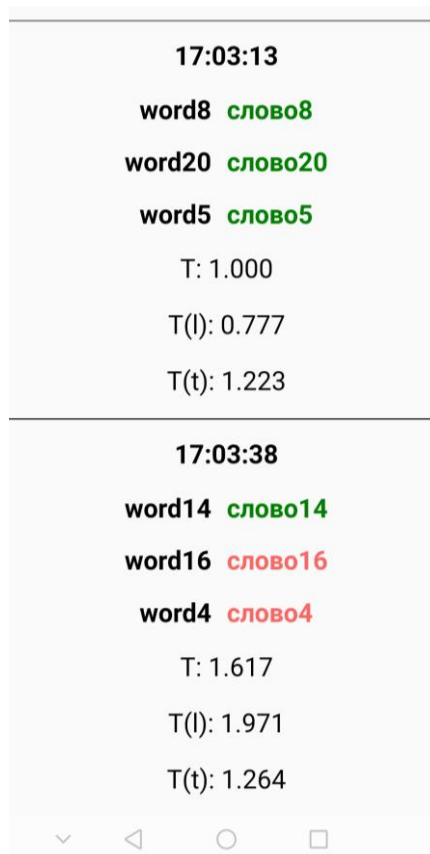 17:03:13
word8 слово8
word20 слово20
word5 слово5
T: 1.000
T(l): 0.777
T(t): 1.223
17:03:38
word14 слово14
word16 слово16
word4 слово4
T: 1.617
T(l): 1.971
T(t): 1.264